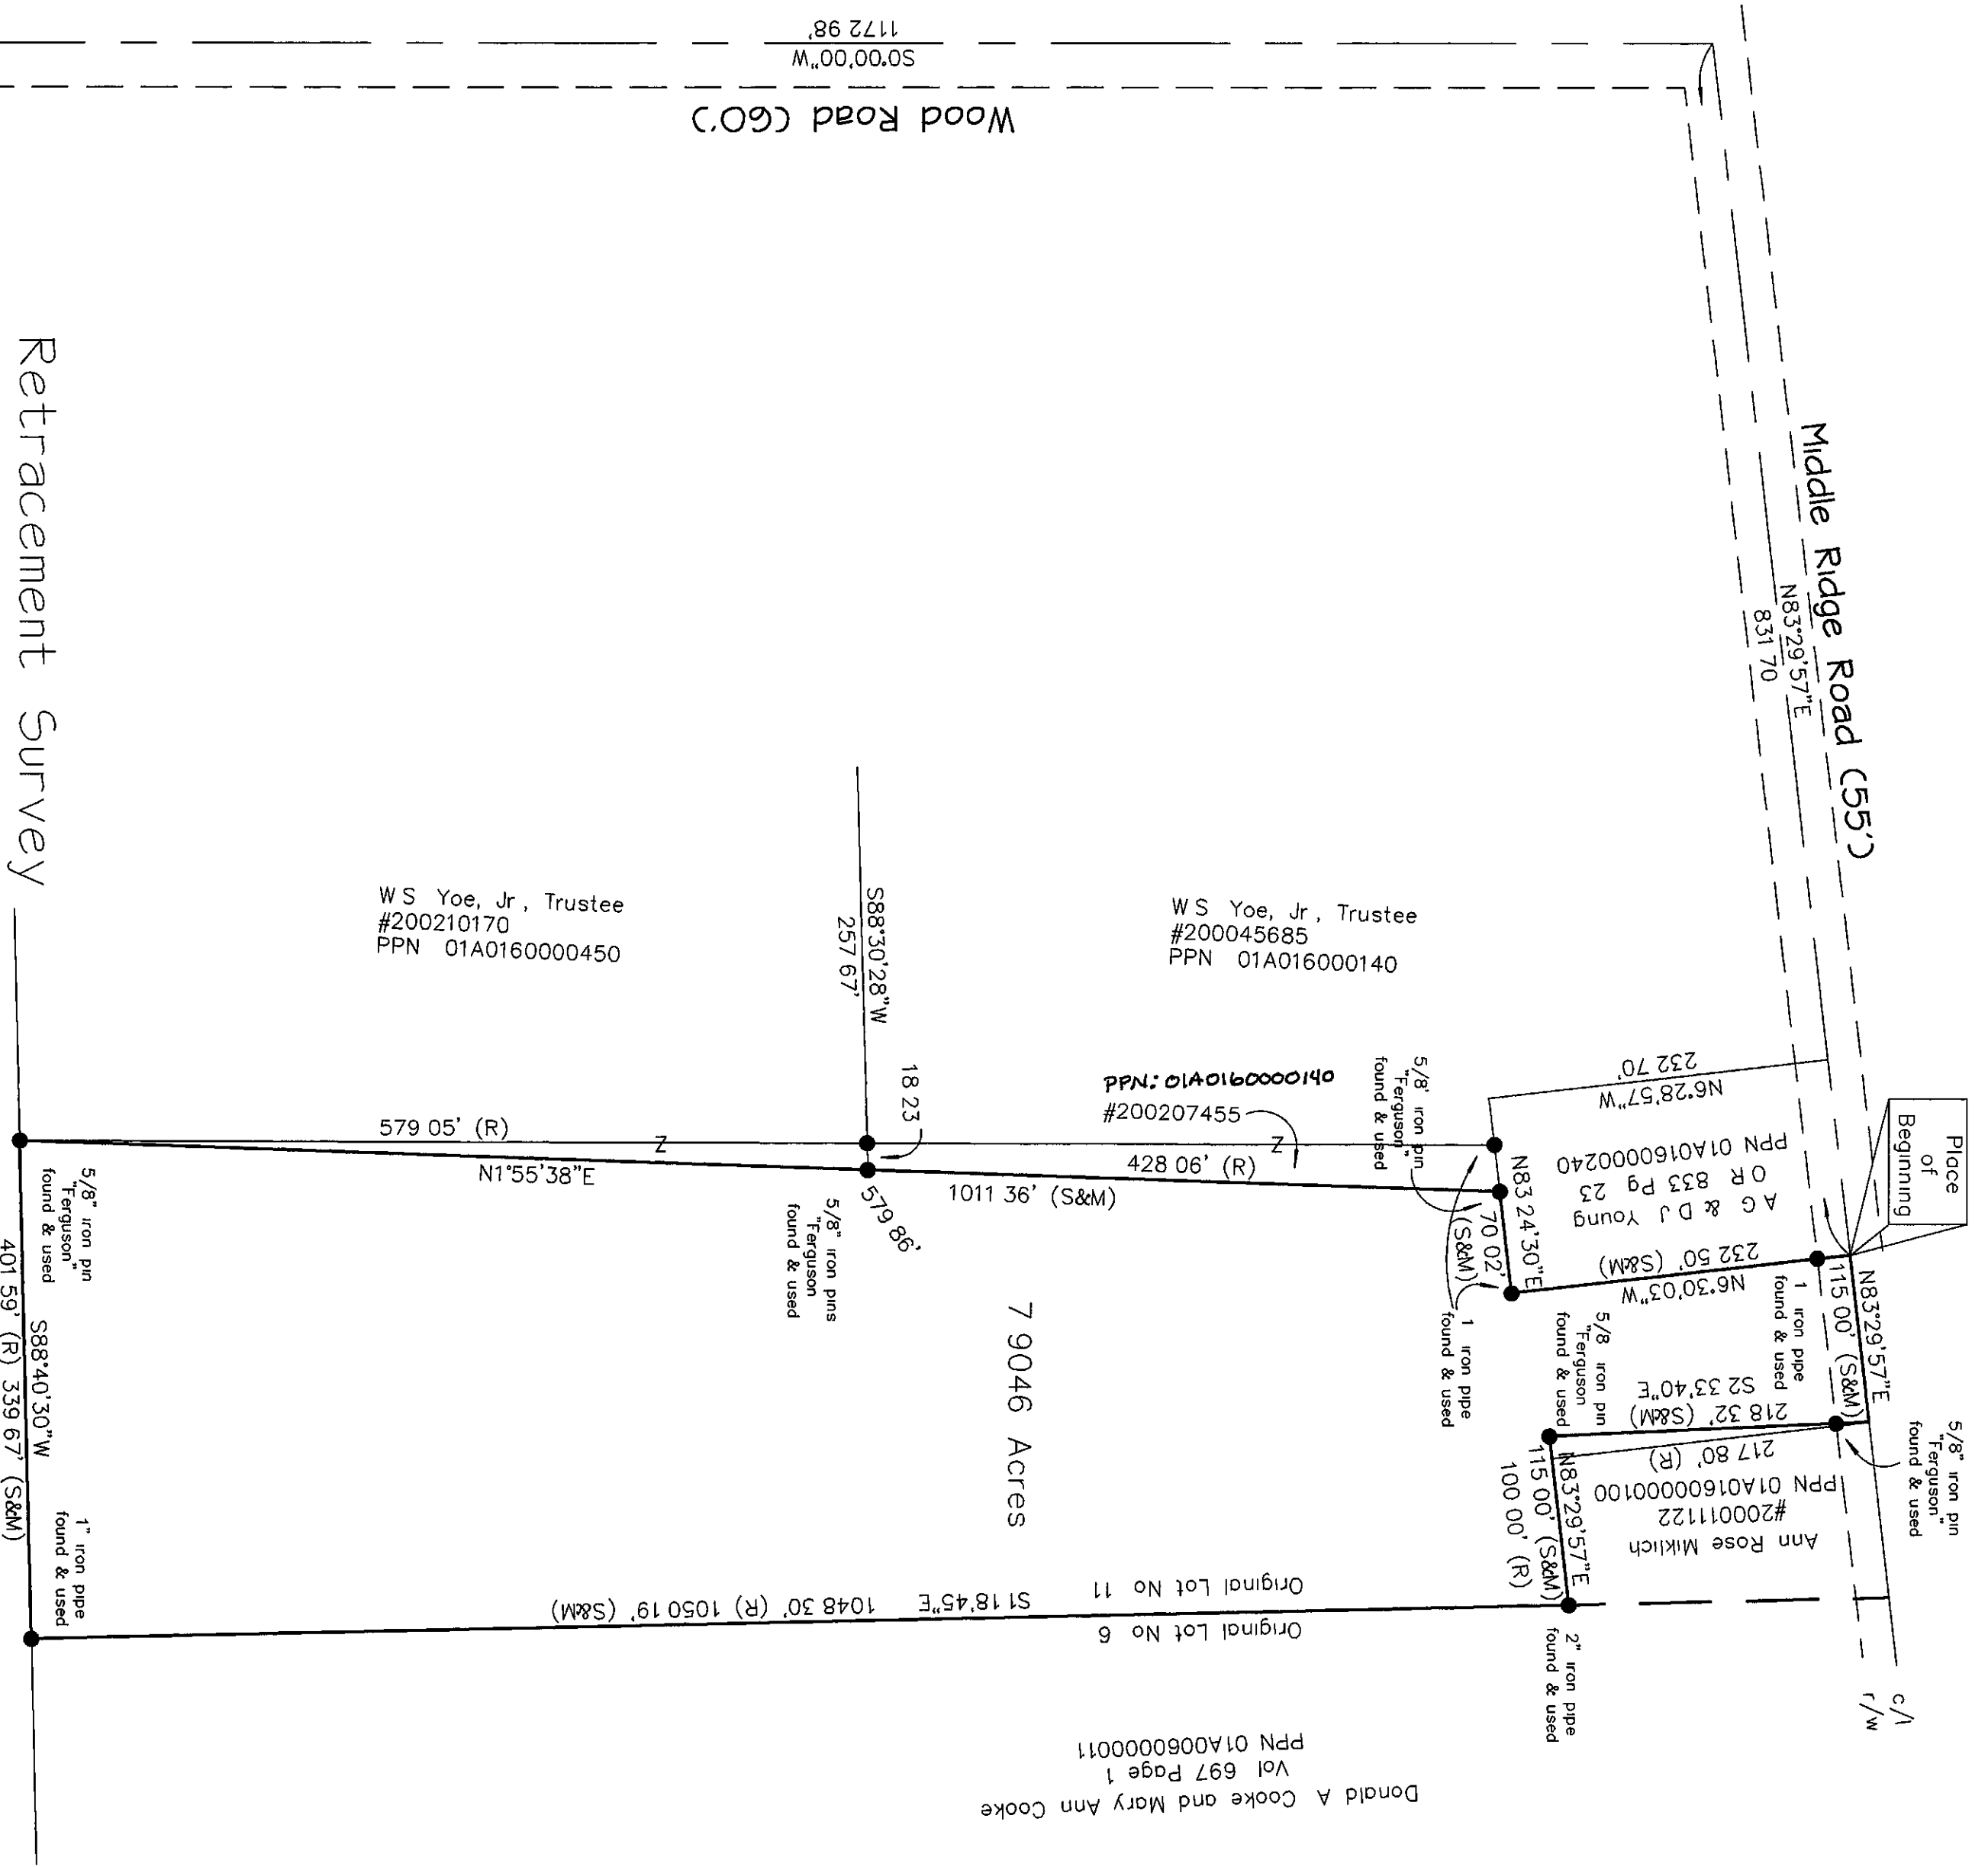 1172 98'
S0°00'00"W
Wood Road (60')
Middle Ridge Road (55')
N83°29'57"E
831 70
Place
of
Beginning
N83°29'57"E
115 00' (S&M)
5/8" iron pin
"Ferguson"
found & used
c/l
r/w
232 70'
N6°28'57"W
A G & D J Young
O R 833 Pg 23
PPN 01A0160000240
N6°30'03"W
232 50' (S&M)
1 iron pipe
found & used
S2 33'40"E
218 32' (S&M)
217 80' (R)
Ann Rose Miklich
#200011122
PPN 01A0160000100
5/8 iron pin
"Ferguson
found & used
N83°29'57"E
115 00' (S&M)
100 00' (R)
2" iron pipe
found & used
N83 24'30"E
70 02'
(S&M)
1 iron pipe
found & used
5/8' iron pin
"Ferguson"
found & used
W S Yoe, Jr , Trustee
#200045685
PPN 01A016000140
PPN: 01A0160000140
#200207455
S88°30'28"W
257 67'
18 23
W S Yoe, Jr , Trustee
#200210170
PPN 01A0160000450
579 05' (R)
Z
N1°55'38"E
Z
428 06' (R)
1011 36' (S&M)
579 86'
5/8" iron pins
"Ferguson
found & used
7 9046 Acres
Original Lot No 11
S1 18'45"E 1048 30' (R) 1050 19' (S&M)
Original Lot No 6
Donald A Cooke and Mary Ann Cooke
Vol 697 Page 1
PPN 01A0060000011
5/8" iron pin
"Ferguson"
found & used
S88°40'30"W
401 59' (R) 339 67' (S&M)
1" iron pipe
found & used
Retracement Survey